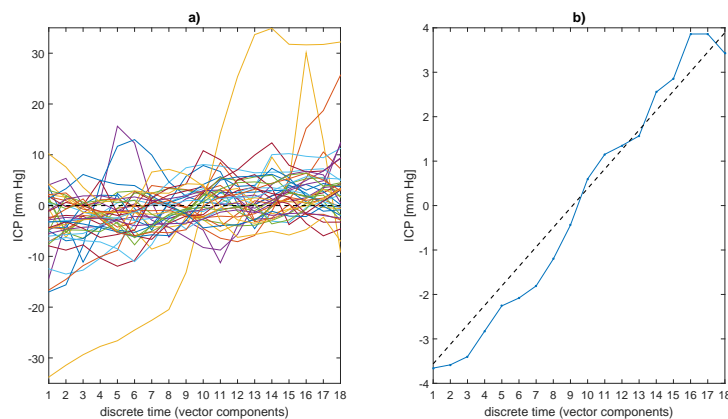 a)
ICP [mm Hg]
30
20
10
0
-10
-20
-30
1 2 3 4 5 6 7 8 9 10 11 12 13 14 15 16 17 18
discrete time (vector components)
b)
ICP [mm Hg]
4
3
2
1
0
-1
-2
-3
-4
1 2 3 4 5 6 7 8 9 10 11 12 13 14 15 16 17 18
discrete time (vector components)